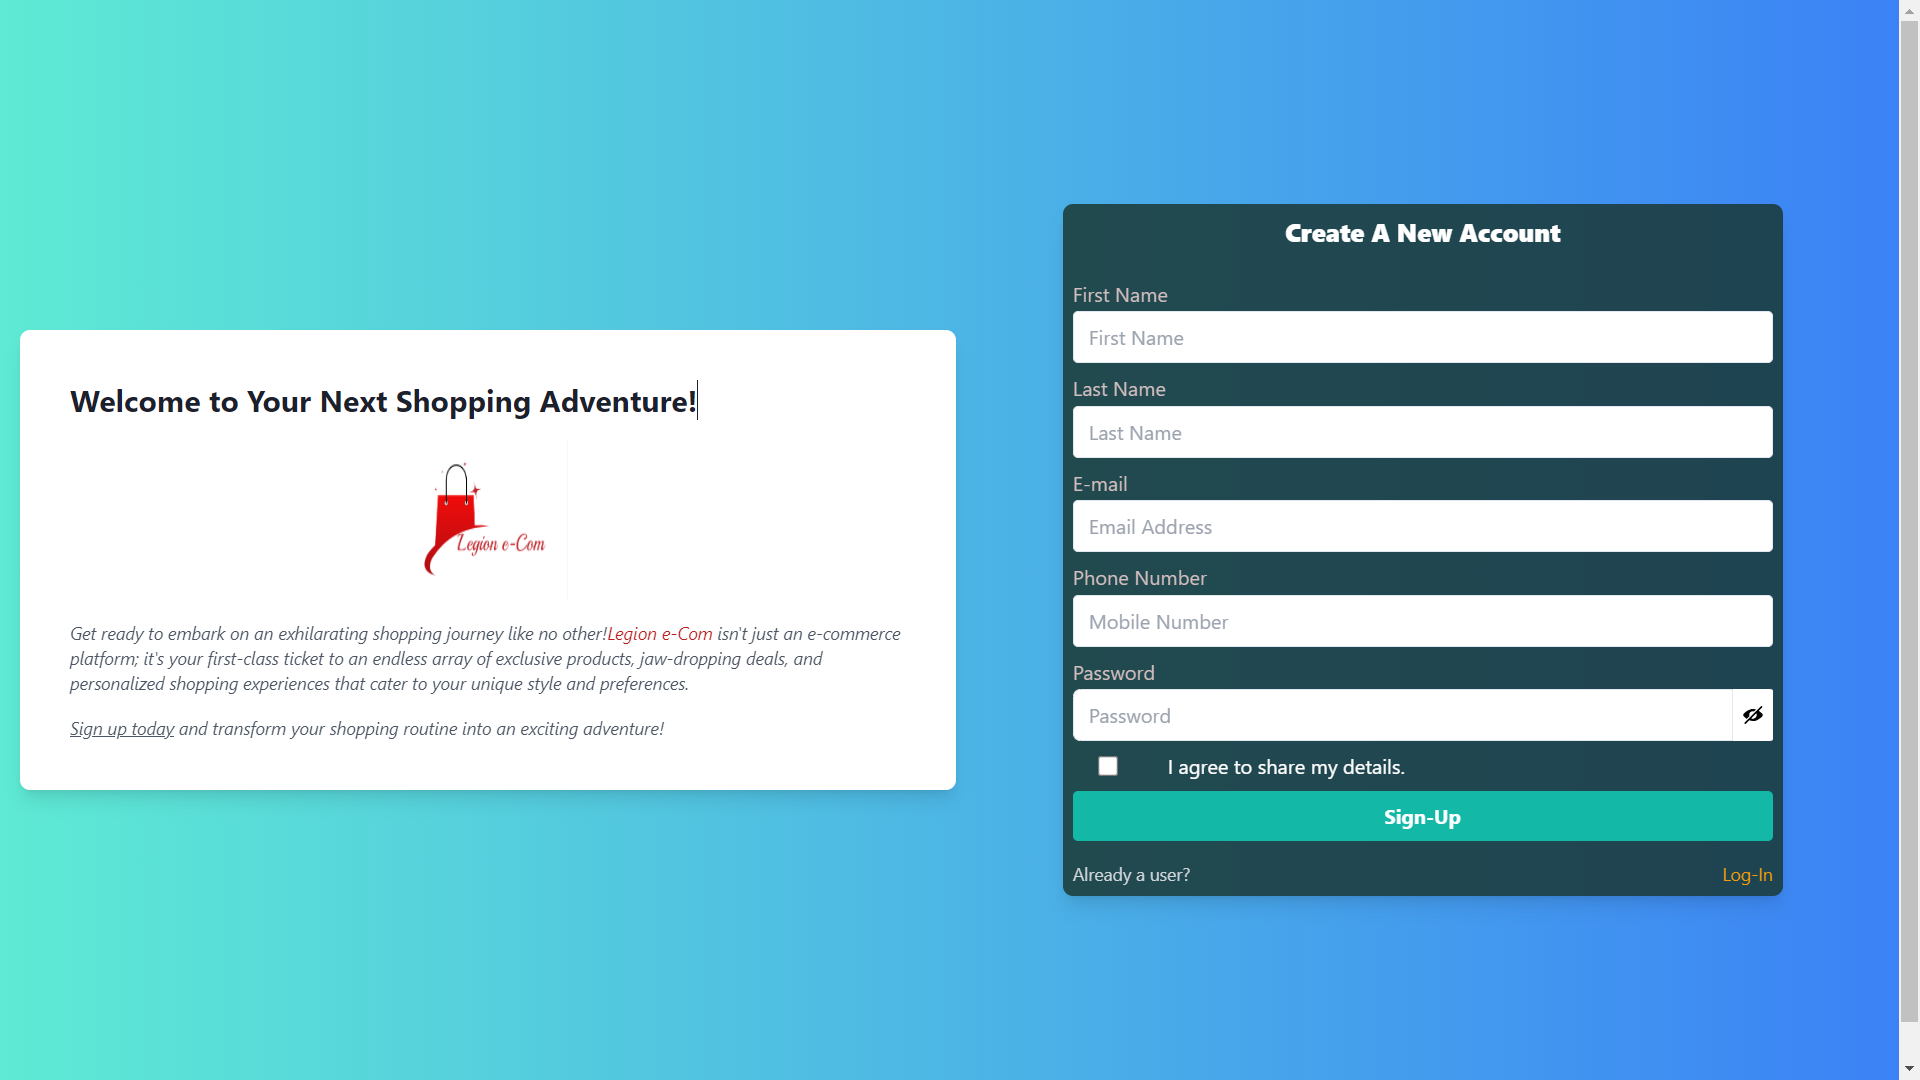 Welcome to Your Next Shopping Adventure!
Legion e-Com
Get ready to embark on an exhilarating shopping journey like no other!Legion e-Com isn't just an e-commerce
platform; it's your first-class ticket to an endless array of exclusive products, jaw-dropping deals, and
personalized shopping experiences that cater to your unique style and preferences.
Sign up today and transform your shopping routine into an exciting adventure!
Create A New Account
First Name
First Name
Last Name
Last Name
E-mail
Email Address
Phone Number
Mobile Number
Password
Password
I agree to share my details.
Sign-Up
Already a user?
Log-In